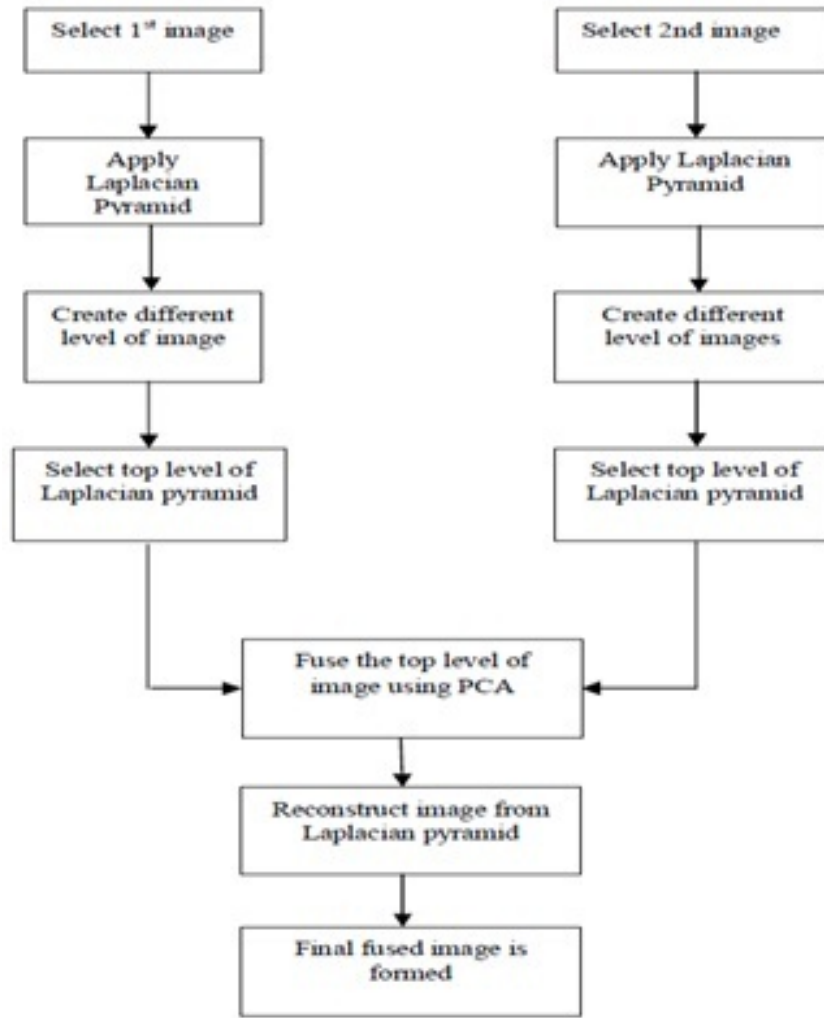 Select 1st image
Apply
Laplacian
Pyramid
Create different
level of image
Select top level of
Laplacian pyramid
Select 2nd image
Apply Laplacian
Pyramid
Create different
level of images
Select top level of
Laplacian pyramid
Fuse the top level of
image using PCA
Reconstruct image from
Laplacian pyramid
Final fused image is
formed